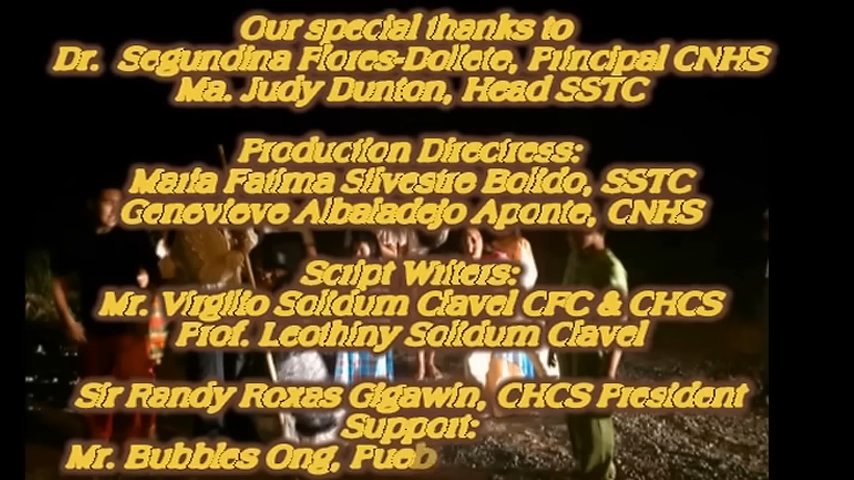 Our special thanks to
Dr. Segundina Flores-Dollete, Principal CNHS
Ma. Judy Dunton, Head SSTC
Production Directress:
Maria Fatima Silvestre Bolido, SSTC
Genevieve Albaladejo Aponte, CNHS
Script Writers:
Mr. Virgilio Solidum Clavel CFC & CHCS
Prof. Leothiny Solidum Clavel
Sir Randy Roxas Gigawin, CHCS President
Support:
Mr. Bubbles Ong, Pueb